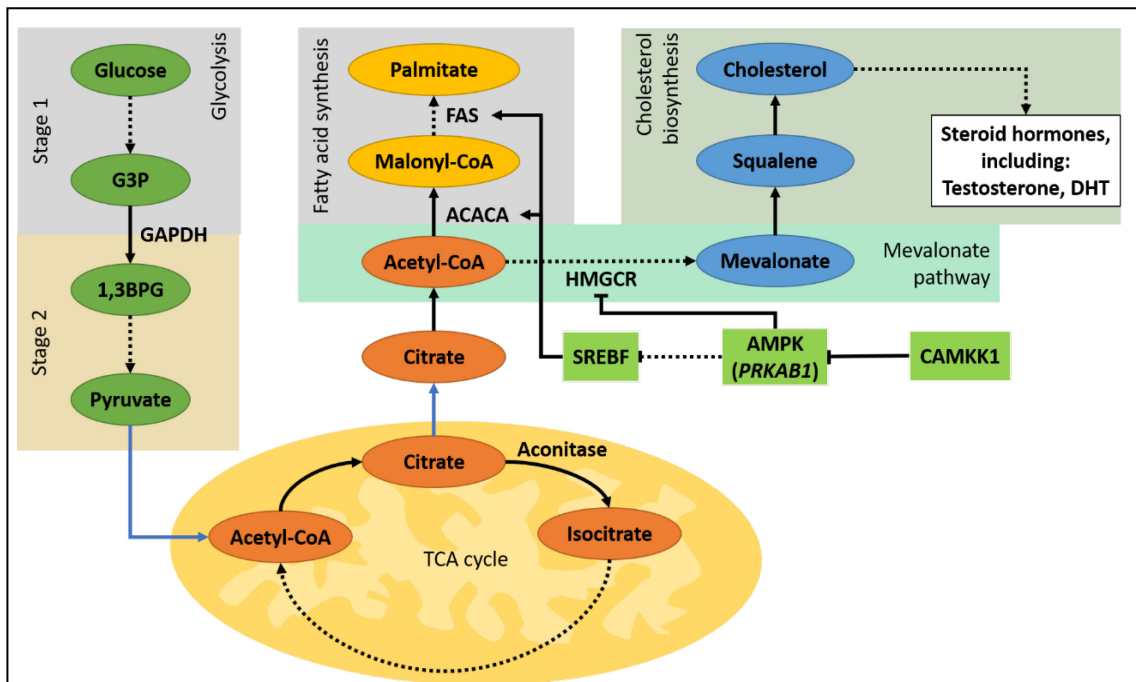 Glycolysis
Stage 1
Glucose
G3P
GAPDH
Stage 2
1,3BPG
Pyruvate
Fatty acid synthesis
Palmitate
FAS
Malonyl-CoA
ACACA
Acetyl-CoA
Citrate
Cholesterol
biosynthesis
Cholesterol
Squalene
Steroid hormones,
including:
Testosterone, DHT
Mevalonate
Mevalonate
pathway
HMGCR
SREBF
AMPK
(PRKAB1)
CAMKK1
Citrate
Aconitase
Acetyl-CoA
Isocitrate
TCA cycle